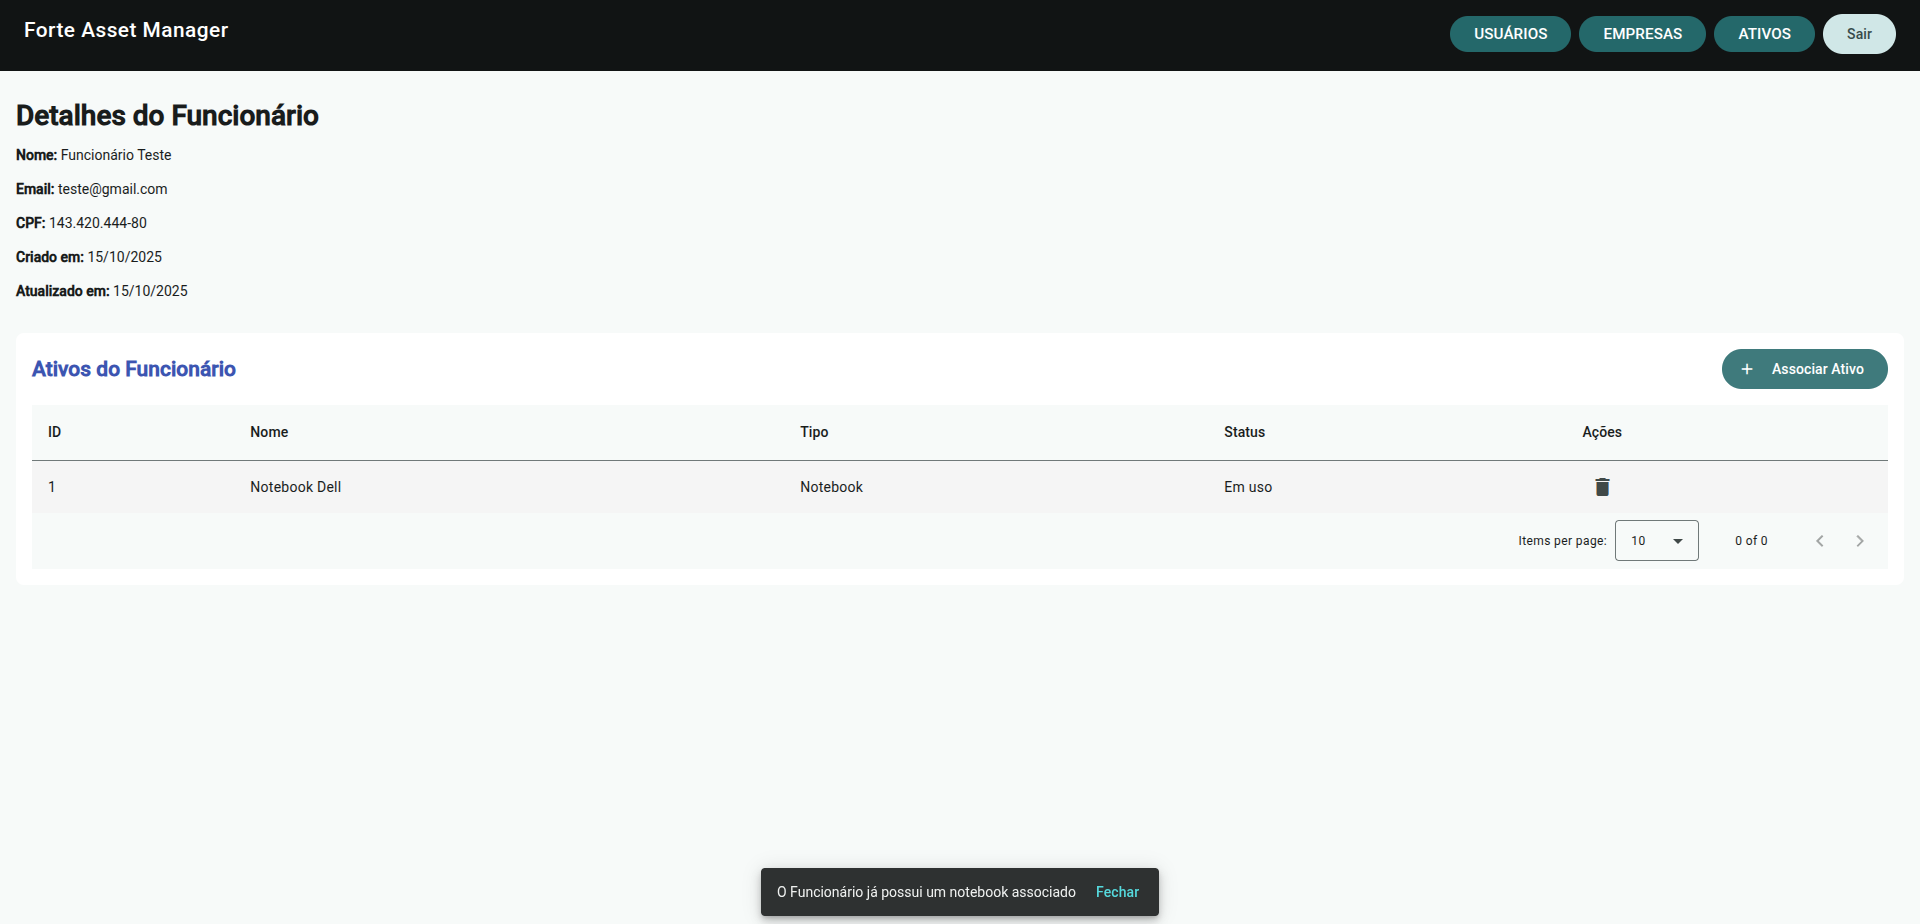 Forte Asset Manager
USUÁRIOS EMPRESAS ATIVOS Sair
Detalhes do Funcionário
Nome: Funcionário Teste
Email: teste@gmail.com
CPF: 143.420.444-80
Criado em: 15/10/2025
Atualizado em: 15/10/2025
Ativos do Funcionário
+ Associar Ativo
ID Nome Tipo Status Ações
1 Notebook Dell Notebook Em uso
Items per page: 10 0 of 0
O Funcionário já possui um notebook associado Fechar